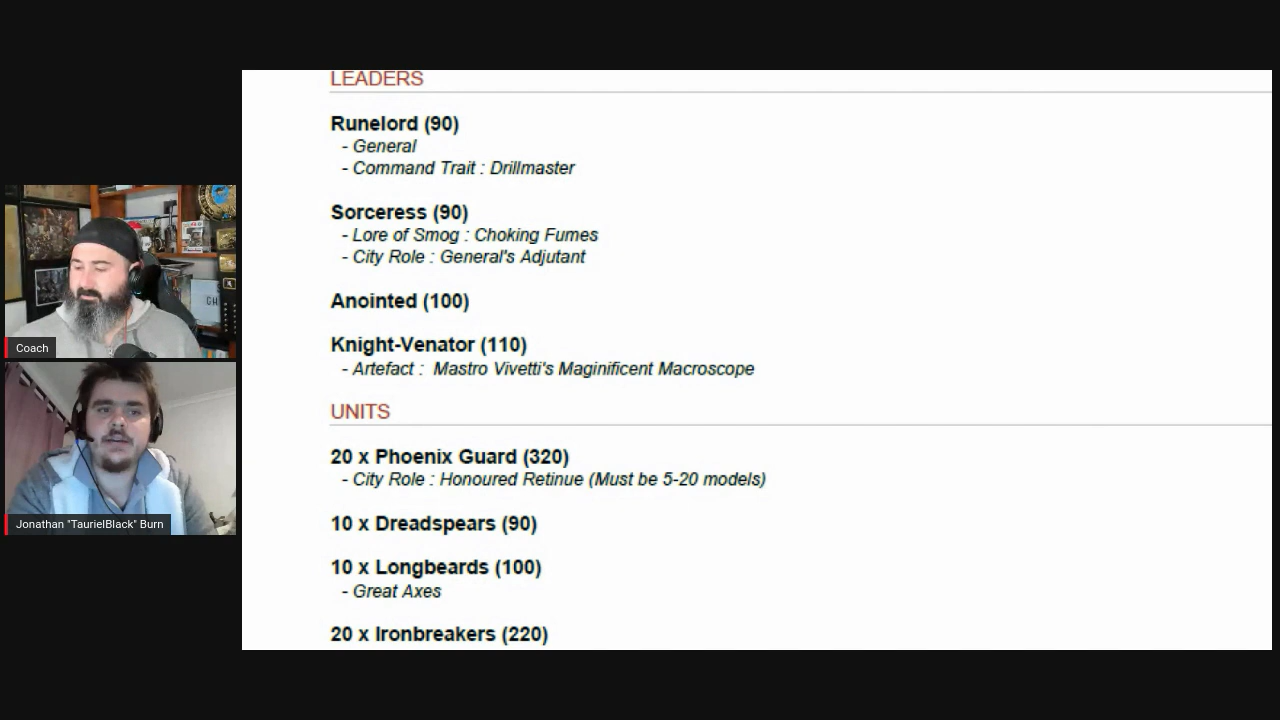 LEADERS
Runelord (90)
- General
- Command Trait : Drillmaster
Sorceress (90)
- Lore of Smog : Choking Fumes
- City Role : General's Adjutant
Anointed (100)
Knight-Venator (110)
- Artefact : Mastro Vivetti's Maginificent Macroscope
UNITS
20 x Phoenix Guard (320)
- City Role : Honoured Retinue (Must be 5-20 models)
10 x Dreadspears (90)
10 x Longbeards (100)
- Great Axes
20 x Ironbreakers (220)
GH
Coach
Jonathan "TaurielBlack" Burn